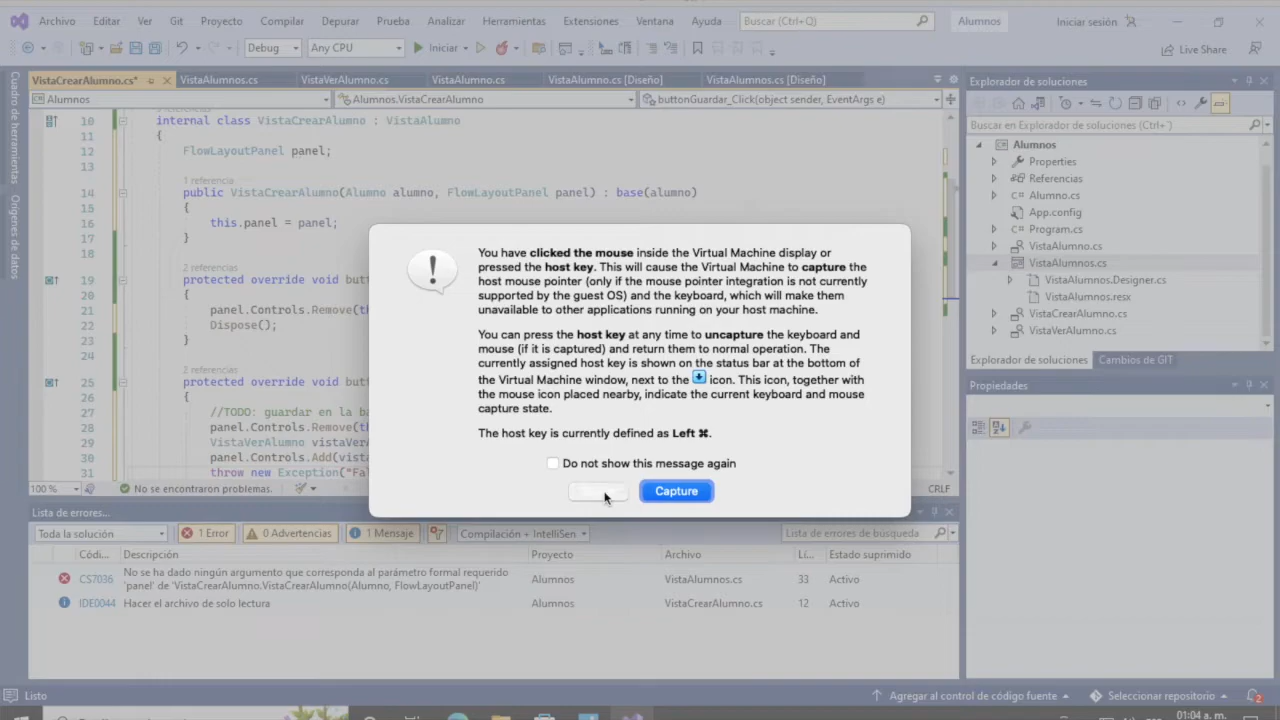 Archivo Editar Ver Git Proyecto Compilar Depurar Prueba Analizar Herramientas Extensiones Ventana Ayuda Buscar (Ctrl+Q) Alumnos Iniciar sesión
Debug Any CPU Iniciar Live Share
Cuadro de herramientas
Orígenes de datos
VistaCrearAlumno.cs* VistaAlumnos.cs VistaVerAlumno.cs VistaAlumno.cs VistaAlumno.cs [Diseño] VistaAlumnos.cs [Diseño]
Alumnos Alumnos.VistaCrearAlumno buttonGuardar_Click(object sender, EventArgs e)
10 internal class VistaCrearAlumno : VistaAlumno
11 {
12 FlowLayoutPanel panel;
13
1 referencia
14 public VistaCrearAlumno(Alumno alumno, FlowLayoutPanel panel) : base(alumno)
15 {
16 this.panel = panel;
17 }
18
2 referencias
19 protected override void but
20 {
21 panel.Controls.Remove(th
22 Dispose();
23 }
24
2 referencias
25 protected override void but
26 {
27 //TODO: guardar en la ba
28 panel.Controls.Remove(th
29 VistaVerAlumno vistaVer
30 panel.Controls.Add(vista
31 throw new Exception("Fal
100 % No se encontraron problemas. CRLF
You have clicked the mouse inside the Virtual Machine display or
pressed the host key. This will cause the Virtual Machine to capture the
host mouse pointer (only if the mouse pointer integration is not currently
supported by the guest OS) and the keyboard, which will make them
unavailable to other applications running on your host machine.
You can press the host key at any time to uncapture the keyboard and
mouse (if it is captured) and return them to normal operation. The
currently assigned host key is shown on the status bar at the bottom of
the Virtual Machine window, next to the icon. This icon, together with
the mouse icon placed nearby, indicate the current keyboard and mouse
capture state.
The host key is currently defined as Left ⌘.
Do not show this message again
Capture
Explorador de soluciones
Buscar en Explorador de soluciones (Ctrl+´)
Alumnos
Properties
Referencias
Alumno.cs
App.config
Program.cs
VistaAlumno.cs
VistaAlumnos.cs
VistaAlumnos.Designer.cs
VistaAlumnos.resx
VistaCrearAlumno.cs
VistaVerAlumno.cs
Explorador de soluciones Cambios de GIT
Propiedades
Lista de errores...
Toda la solución 1 Error 0 Advertencias 1 Mensaje Compilación + IntelliSen Lista de errores de búsqueda
Códi... Descripción Proyecto Archivo Lí... Estado suprimido
CS7036 No se ha dado ningún argumento que corresponda al parámetro formal requerido
'panel' de 'VistaCrearAlumno.VistaCrearAlumno(Alumno, FlowLayoutPanel)' Alumnos VistaAlumnos.cs 33 Activo
IDE0044 Hacer el archivo de solo lectura Alumnos VistaCrearAlumno.cs 12 Activo
Listo Agregar al control de código fuente Seleccionar repositorio 2
01:04 a. m.